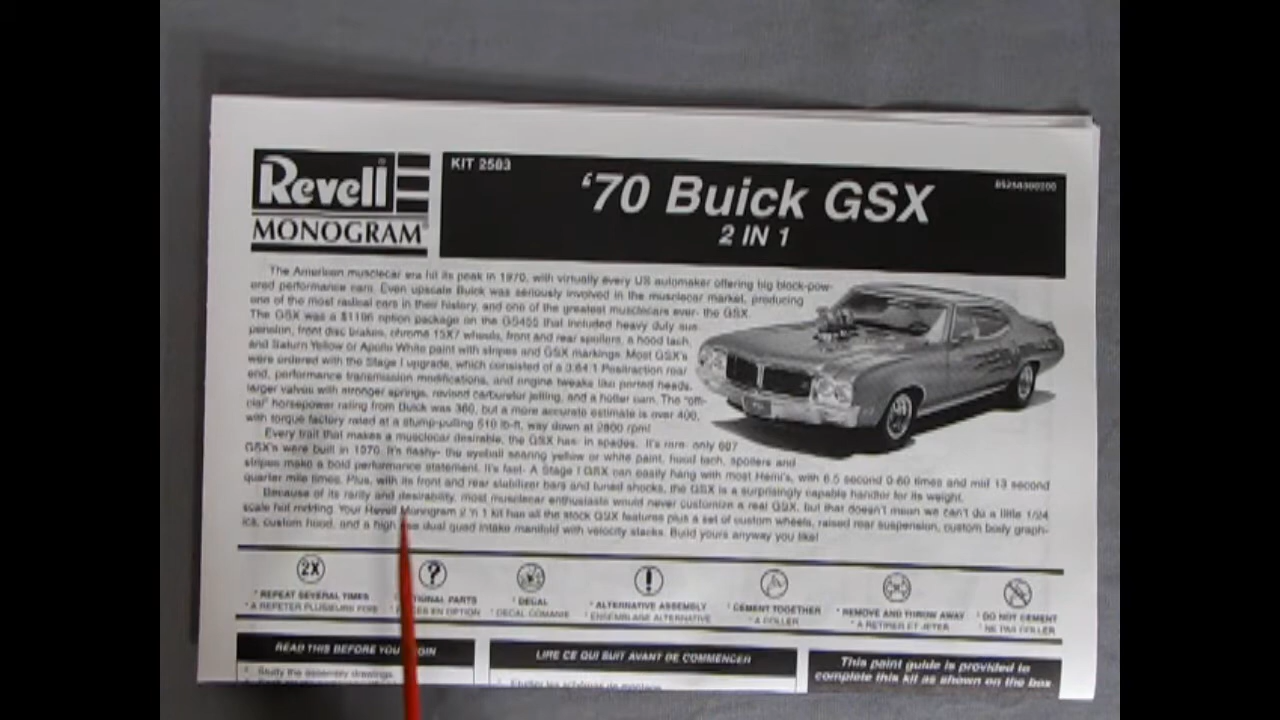 Revell
MONOGRAM
KIT 2583
'70 Buick GSX
2 IN 1
85258300200
The American musclecar era hit its peak in 1970, with virtually every US automaker offering big block-pow-
ered performance cars. Even upscale Buick was seriously involved in the musclecar market, producing
one of the most radical cars in their history, and one of the greatest musclecars ever- the GSX.
The GSX was a $1196 option package on the GS455 that included heavy duty sus-
pension, front disc brakes, chrome 15X7 wheels, front and rear spoilers, a hood tach,
and Saturn Yellow or Apollo White paint with stripes and GSX markings. Most GSX's
were ordered with the Stage I upgrade, which consisted of a 3.64:1 Positraction rear
end, performance transmission modifications, and engine tweaks like ported heads,
larger valves with stronger springs, revised carburetor jetting, and a hotter cam. The "offi-
cial" horsepower rating from Buick was 360, but a more accurate estimate is over 400,
with torque factory rated at a stump-pulling 510 lb-ft, way down at 2800 rpm!
Every trait that makes a musclecar desirable, the GSX has in spades. It's rare- only 687
GSX's were built in 1970. It's flashy- the eyeball searing yellow or white paint, hood tach, spoilers and
stripes make a bold performance statement. It's fast- A Stage I GSX can easily hang with most Hemi's, with 6.5 second 0-60 times and mid 13 second
quarter mile times. Plus, with its front and rear stabilizer bars and tuned shocks, the GSX is a surprisingly capable handler for its weight.
Because of its rarity and desirability, most musclecar enthusiasts would never customize a real GSX, but that doesn't mean we can't do a little 1/24
scale hot rodding. Your Revell Monogram 2 'n 1 kit has all the stock GSX features plus a set of custom wheels, raised rear suspension, custom body graph-
ics, custom hood, and a high dual quad intake manifold with velocity stacks. Build yours anyway you like!
2X ? !
* REPEAT SEVERAL TIMES
* A REPETER PLUSIEURS FOIS
PARTS
EN OPTION
* DECAL
* DECALCOMANIE
* ALTERNATIVE ASSEMBLY
* ENSEMBLAGE ALTERNATIVE
* CEMENT TOGETHER
* A COLLER
* REMOVE AND THROW AWAY
* A RETIRER ET JETER
* DO NOT CEMENT
* NE PAS COLLER
READ THIS BEFORE YOU
* Study the assembly drawings.
LIRE CE QUI SUIT AVANT DE COMMENCER
* Etudier les schémas de montage.
This paint guide is provided to
complete this kit as shown on the box